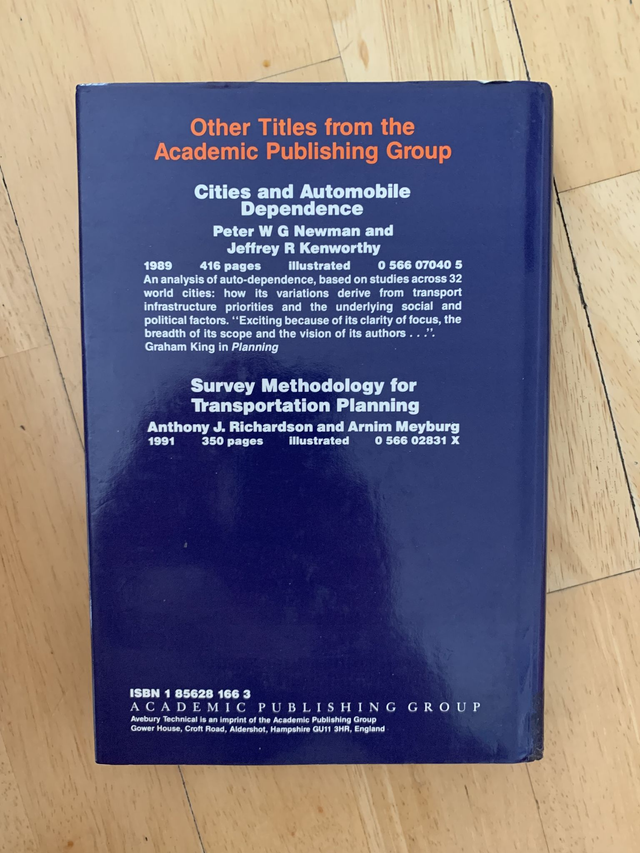 Other Titles from the
Academic Publishing Group
Cities and Automobile
Dependence
Peter W G Newman and
Jeffrey R Kenworthy
1989 416 pages illustrated 0 566 07040 5
An analysis of auto-dependence, based on studies across 32
world cities: how its variations derive from transport
infrastructure priorities and the underlying social and
political factors. ‘‘Exciting because of its clarity of focus, the
breadth of its scope and the vision of its authors . . .’’.
Graham King in Planning
Survey Methodology for
Transportation Planning
Anthony J. Richardson and Arnim Meyburg
1991 350 pages illustrated 0 566 02831 X
ISBN 1 85628 166 3
ACADEMIC PUBLISHING GROUP
Avebury Technical is an imprint of the Academic Publishing Group
Gower House, Croft Road, Aldershot, Hampshire GU11 3HR, England